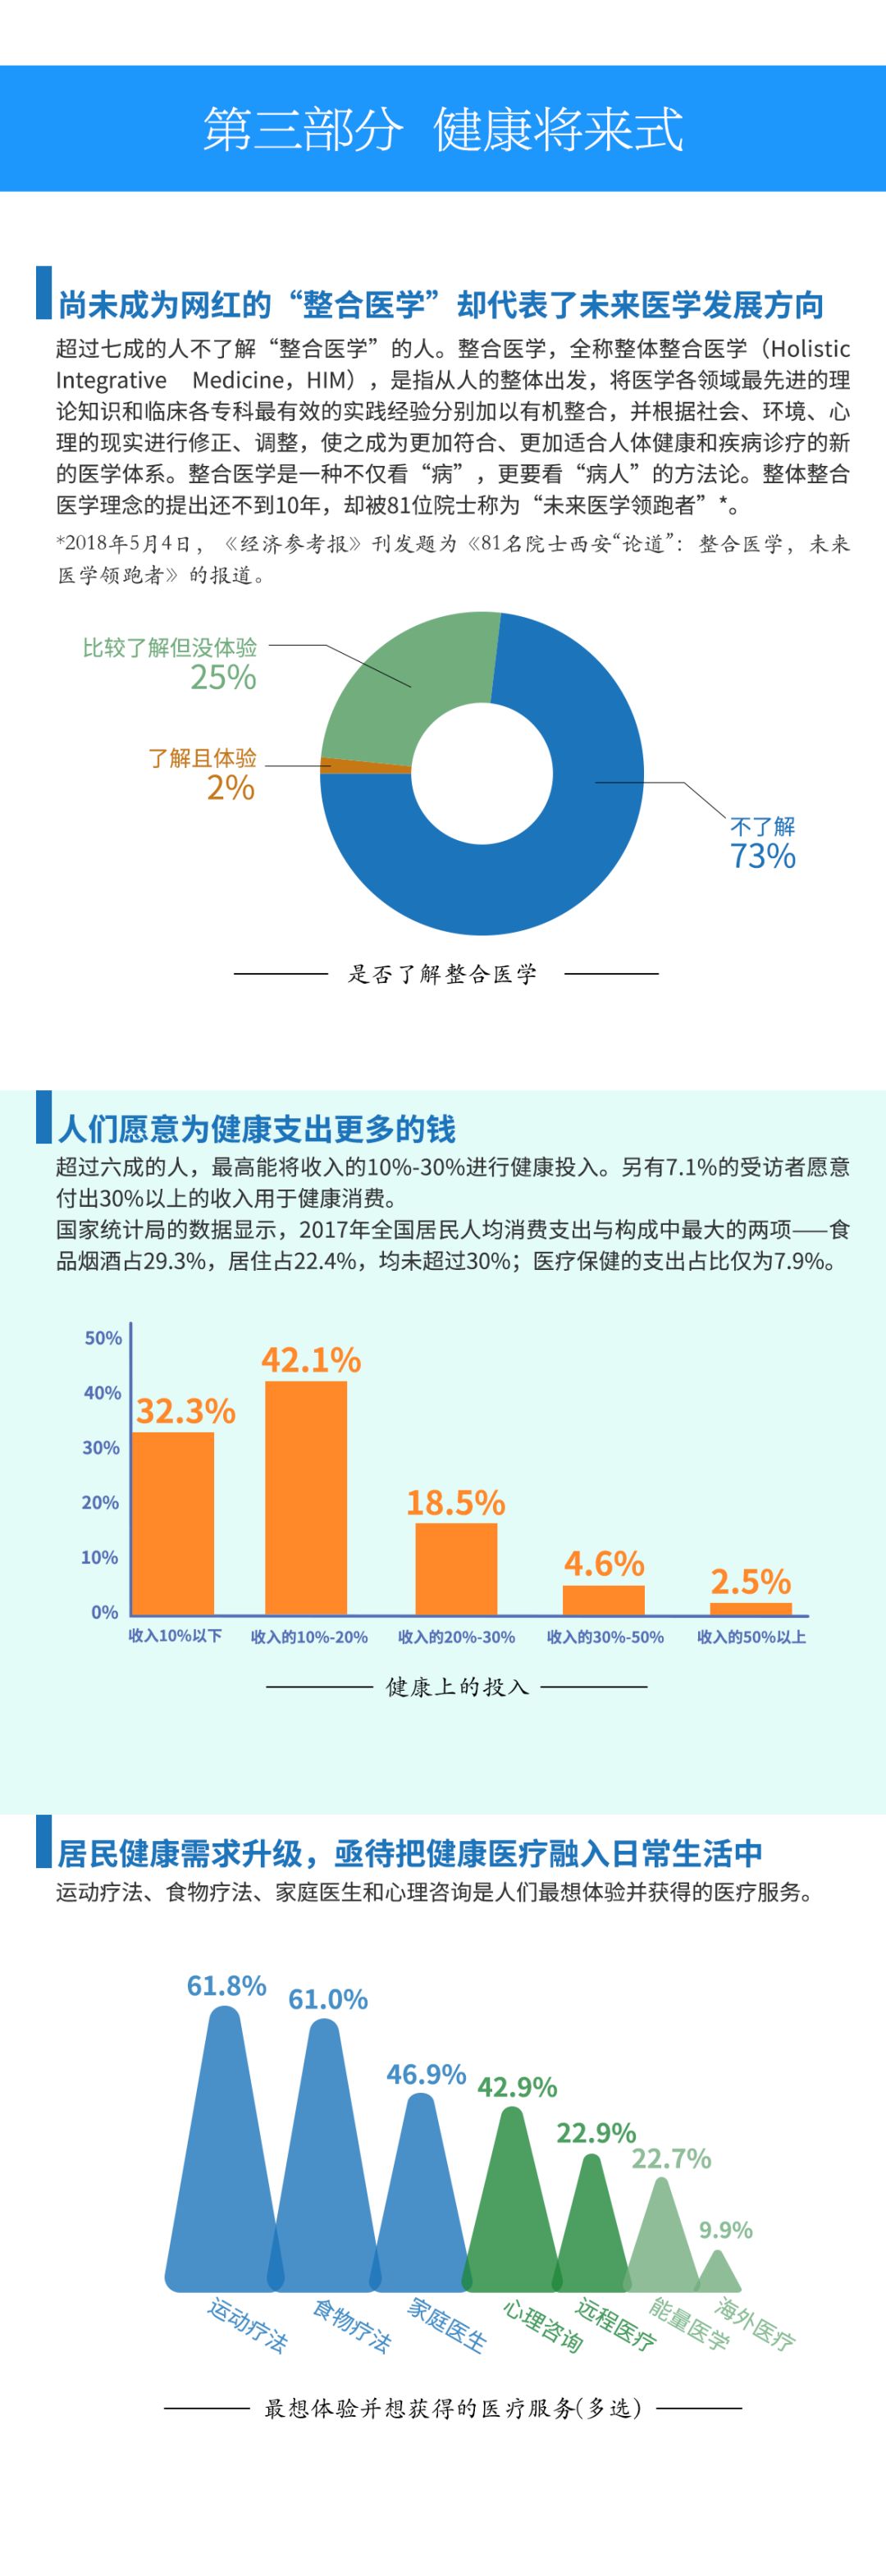 第三部分 健康将来式
尚未成为网红的“整合医学”却代表了未来医学发展方向
超过七成的人不了解“整合医学”的人。整合医学，全称整体整合医学（Holistic
Integrative Medicine，HIM），是指从人的整体出发，将医学各领域最先进的理
论知识和临床各专科最有效的实践经验分别加以有机整合，并根据社会、环境、心
理的现实进行修正、调整，使之成为更加符合、更加适合人体健康和疾病诊疗的新
的医学体系。整合医学是一种不仅看“病”，更要看“病人”的方法论。整体整合
医学理念的提出还不到10年，却被81位院士称为“未来医学领跑者”*。
*2018年5月4日，《经济参考报》刊发题为《81名院士西安“论道”：整合医学，未来
医学领跑者》的报道。
比较了解但没体验
25%
了解且体验
2%
不了解
73%
是否了解整合医学
人们愿意为健康支出更多的钱
超过六成的人，最高能将收入的10%-30%进行健康投入。另有7.1%的受访者愿意
付出30%以上的收入用于健康消费。
国家统计局的数据显示，2017年全国居民人均消费支出与构成中最大的两项——食
品烟酒占29.3%，居住占22.4%，均未超过30%；医疗保健的支出占比仅为7.9%。
50%
40%
30%
20%
10%
0%
32.3%
42.1%
18.5%
4.6%
2.5%
收入10%以下
收入的10%-20%
收入的20%-30%
收入的30%-50%
收入的50%以上
健康上的投入
居民健康需求升级，亟待把健康医疗融入日常生活中
运动疗法、食物疗法、家庭医生和心理咨询是人们最想体验并获得的医疗服务。
61.8%
61.0%
46.9%
42.9%
22.9%
22.7%
9.9%
运动疗法
食物疗法
家庭医生
心理咨询
远程医疗
能量医学
海外医疗
最想体验并想获得的医疗服务(多选)